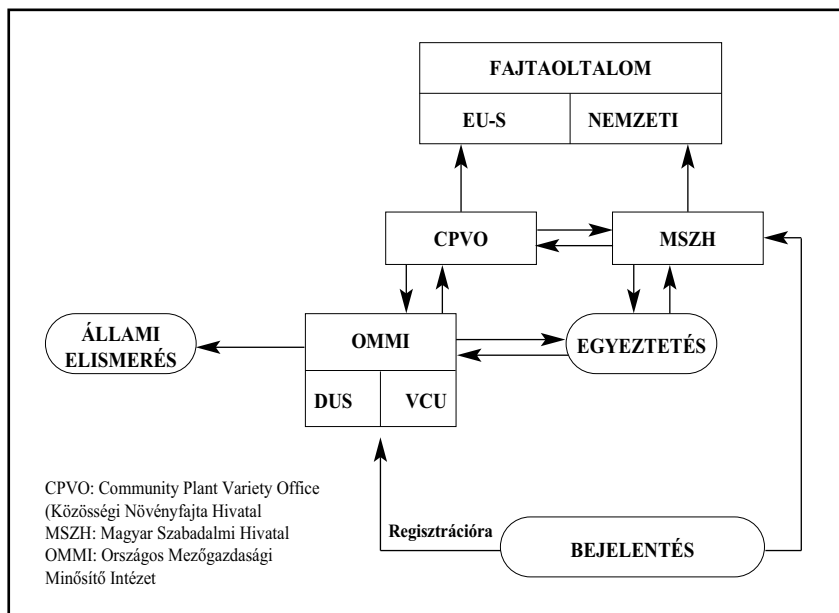 FAJTAOLTALOM
EU-S
NEMZETI
CPVO
MSZH
ÁLLAMI
ELISMERÉS
OMMI
EGYEZTETÉS
DUS
VCU
CPVO: Community Plant Variety Office
(Közösségi Növényfajta Hivatal
MSZH: Magyar Szabadalmi Hivatal
OMMI: Országos Mezőgazdasági
Minősítő Intézet
Regisztrációra
BEJELENTÉS